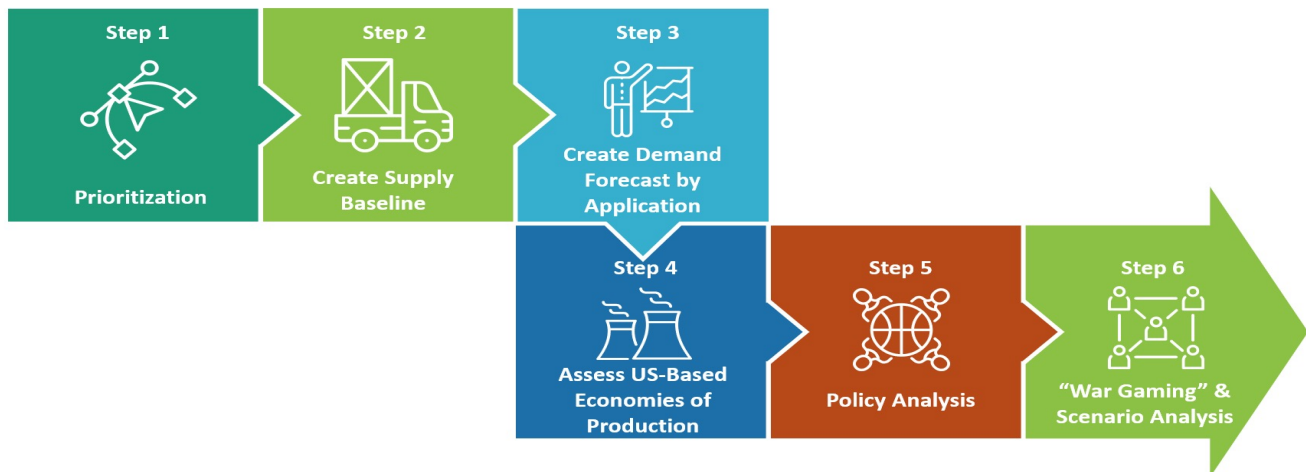 Step 1
Prioritization
Step 2
Create Supply
Baseline
Step 3
Create Demand
Forecast by
Application
Step 4
Assess US-Based
Economies of
Production
Step 5
Policy Analysis
Step 6
“War Gaming” &
Scenario Analysis